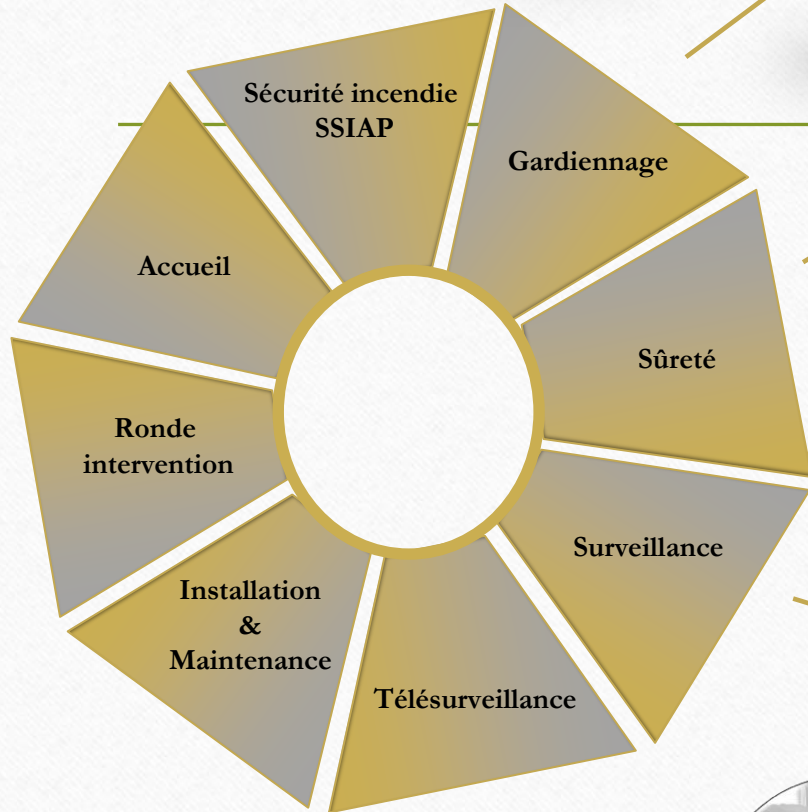 Sécurité incendie
SSIAP
Gardiennage
Sûreté
Surveillance
Télésurveillance
Installation
&
Maintenance
Ronde
intervention
Accueil